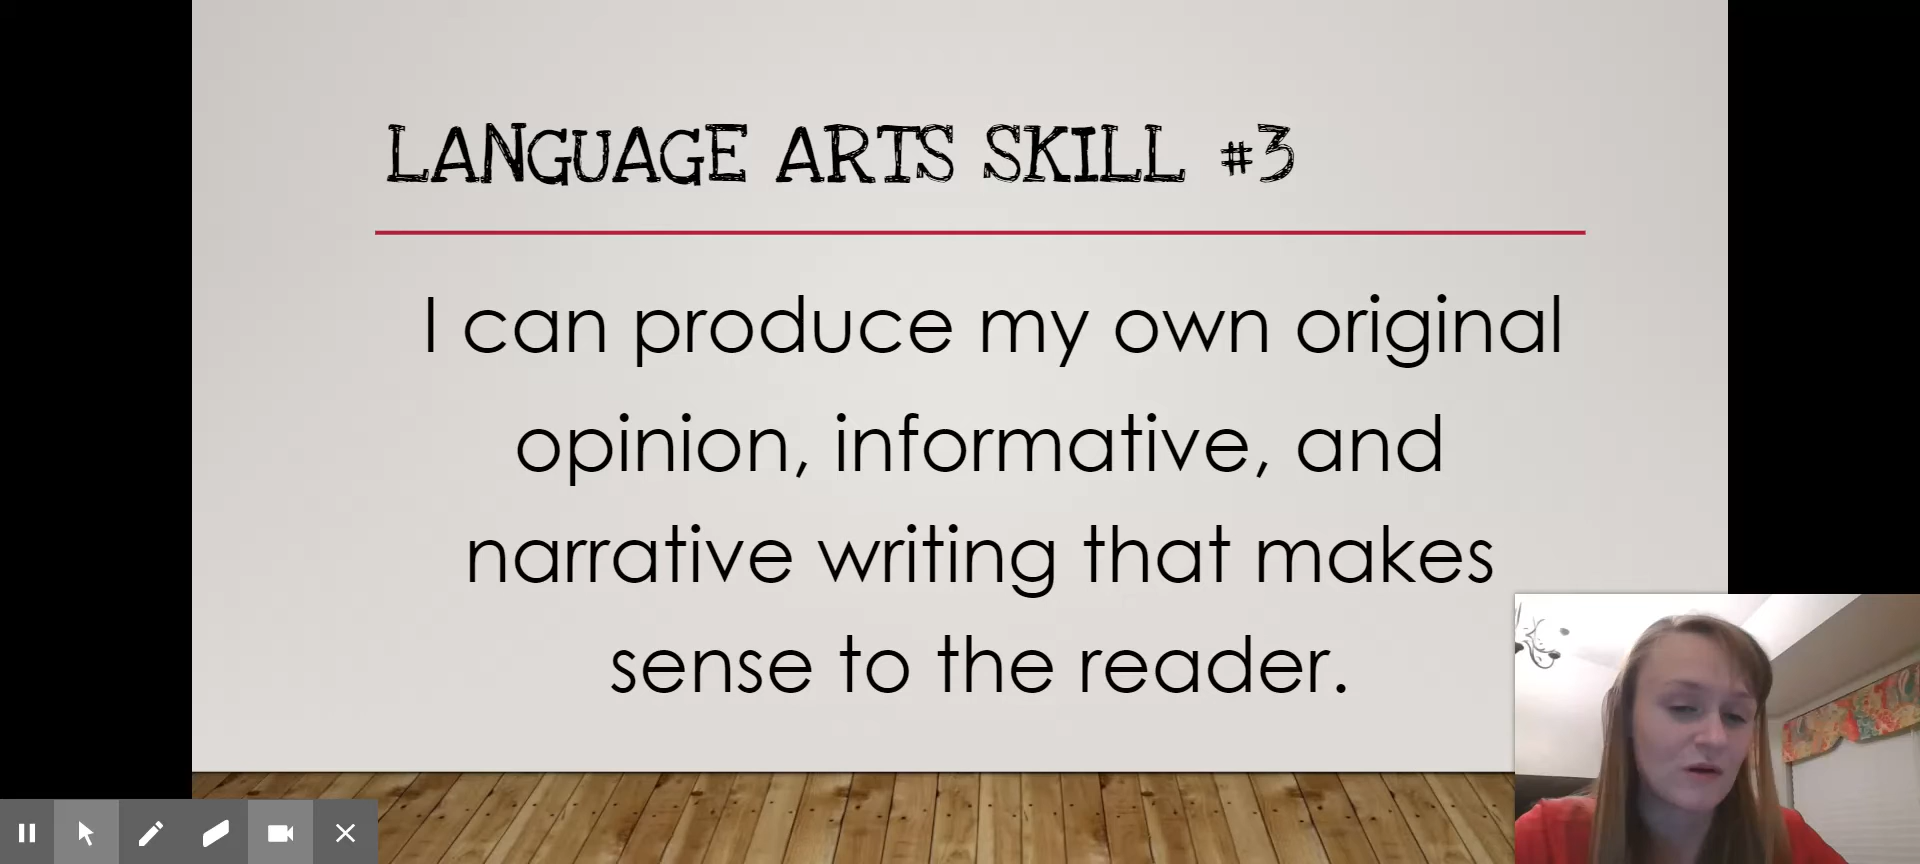 LANGUAGE ARTS SKILL #3
I can produce my own original
opinion, informative, and
narrative writing that makes
sense to the reader.